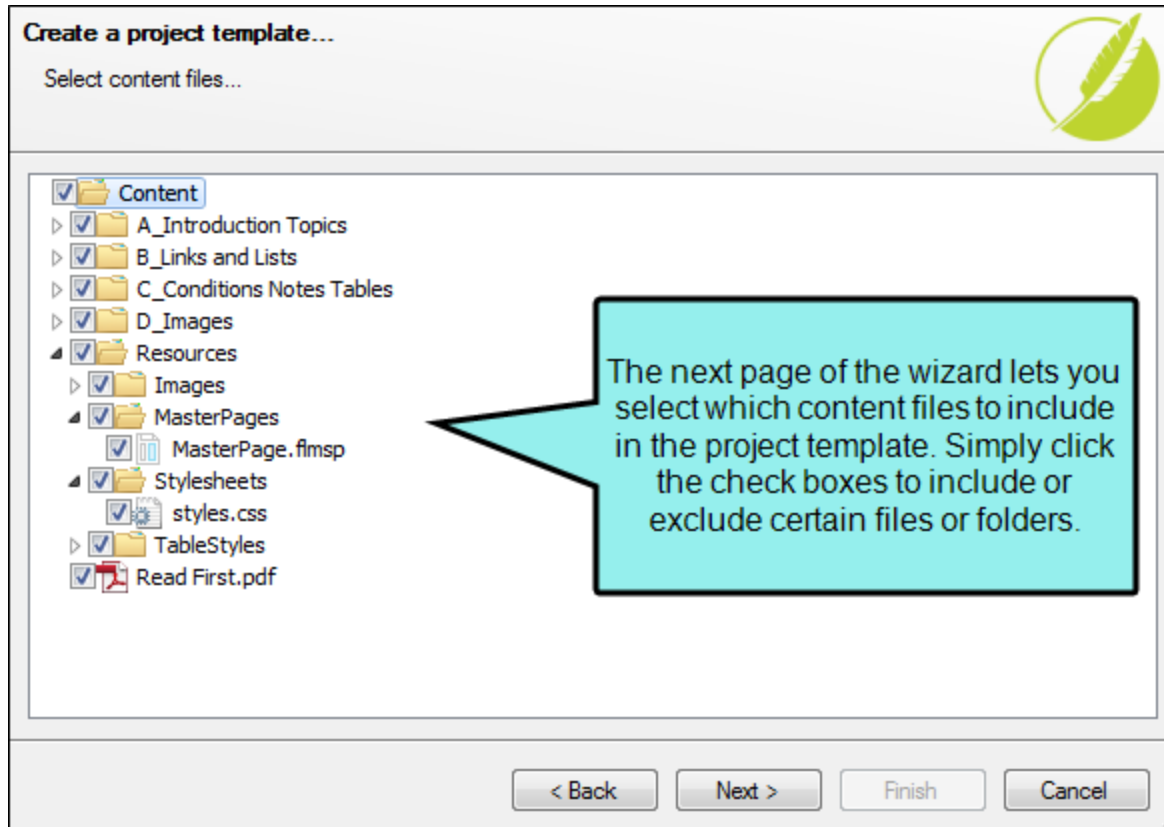 Create a project template...
Select content files...
Content
A_Introduction Topics
B_Links and Lists
C_Conditions Notes Tables
D_Images
Resources
Images
MasterPages
MasterPage.flmsp
Stylesheets
styles.css
TableStyles
Read First.pdf
The next page of the wizard lets you
select which content files to include
in the project template. Simply click
the check boxes to include or
exclude certain files or folders.
< Back Next > Finish Cancel